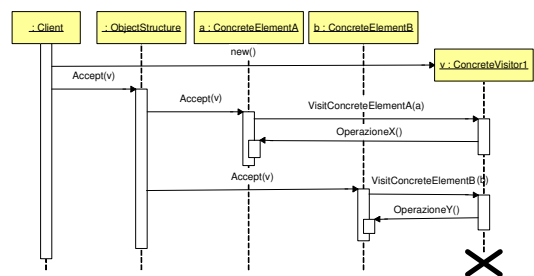 : Client
: ObjectStructure
a : ConcreteElementA
b : ConcreteElementB
new()
v : ConcreteVisitor1
Accept(v)
Accept(v)
VisitConcreteElementA(a)
OperazioneX()
Accept(v)
VisitConcreteElementB(b)
OperazioneY()